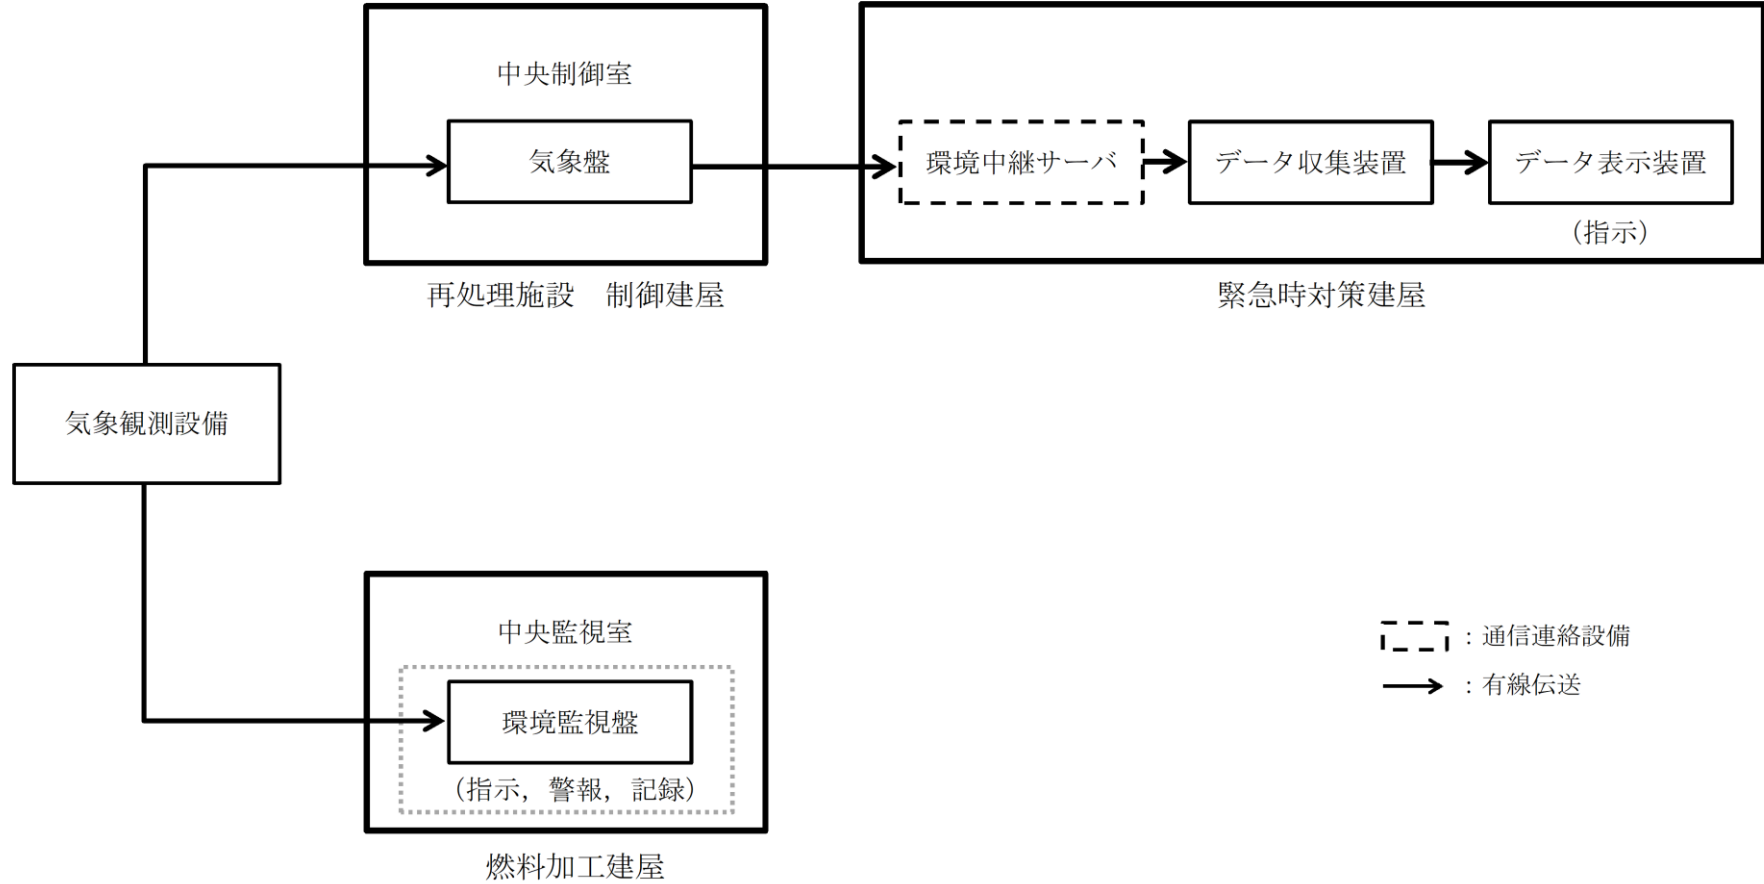 中央制御室
気象盤
再処理施設　制御建屋
環境中継サーバ
データ収集装置
データ表示装置
（指示）
緊急時対策建屋
気象観測設備
中央監視室
環境監視盤
（指示，警報，記録）
燃料加工建屋
：通信連絡設備
：有線伝送